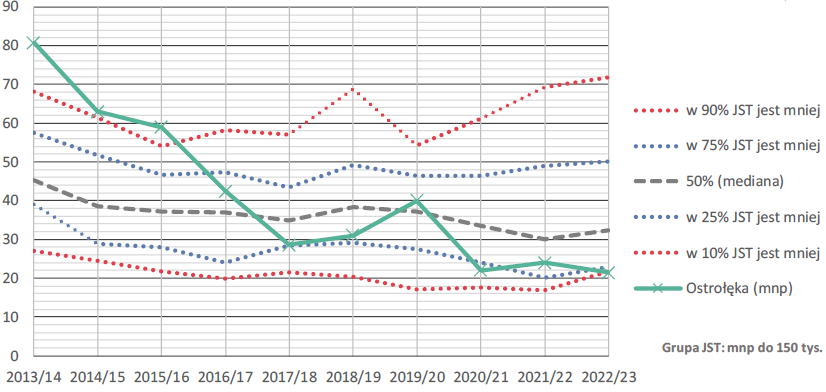 90
80
70
60
50
40
30
20
10
0
2013/14 2014/15 2015/16 2016/17 2017/18 2018/19 2019/20 2020/21 2021/22 2022/23
w 90% JST jest mniej
w 75% JST jest mniej
50% (mediana)
w 25% JST jest mniej
w 10% JST jest mniej
Ostrołęka (mnp)
Grupa JST: mnp do 150 tys.